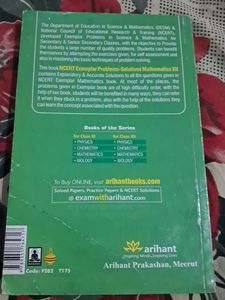 The Department of Education in Science & Mathematics (DESM) &
National Council of Educational Research & Training (NCERT),
developed Exemplar Problems in Science & Mathematics for
Secondary & Senior Secondary Classes, with the objective to Provide
the students a large number of quality problems. Students can benefit
themselves by attempting the exercises given, for self assessment and
also in mastering the basic techniques of problem solving.
This book NCERT Exemplar Problems-Solutions Mathematics XII
contains Explanatory & Accurate Solutions to all the questions given in
NCERT Exemplar Mathematics book. At most of the places, the
problems given in Exemplar book are of high difficulty order, with the
help of our book, students will be benefited in many ways; they can refer
it when they stuck in a problem, also with the help of the solutions they
can learn the concept associated with the question.
Books of the Series
For Class XI
For Class XII
PHYSICS
PHYSICS
CHEMISTRY
CHEMISTRY
MATHEMATICS
MATHEMATICS
BIOLOGY
BIOLOGY
To Buy ONLINE, visit arihantbooks.com
Solved Papers, Practice Papers & NCERT Solutions
@ examwitharihant.com
arihant
Inspiring Minds, Inspiring Lives
Arihant Prakashan, Meerut
Code: F282 ₹175